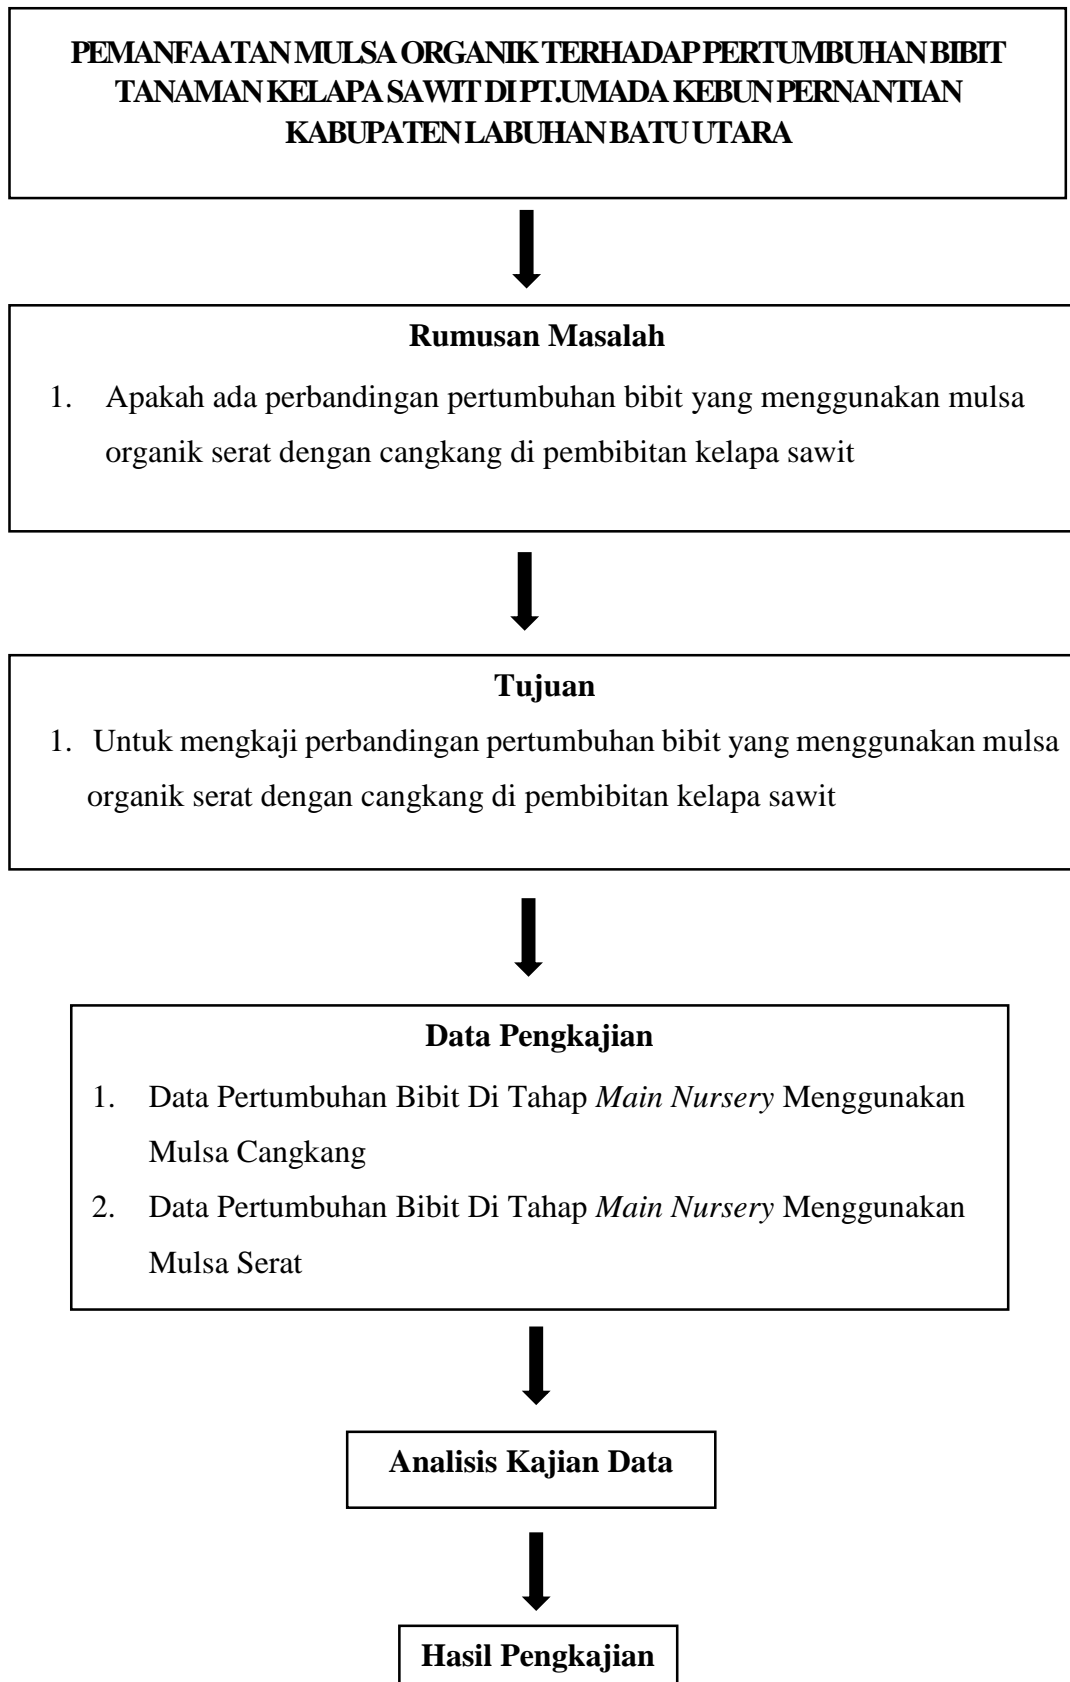 PEMANFAATAN MULSA ORGANIK TERHADAP PERTUMBUHAN BIBIT
TANAMAN KELAPA SAWIT DI PT.UMADA KEBUN PERNANTIAN
KABUPATEN LABUHAN BATU UTARA
Rumusan Masalah
1. Apakah ada perbandingan pertumbuhan bibit yang menggunakan mulsa
organik serat dengan cangkang di pembibitan kelapa sawit
Tujuan
1. Untuk mengkaji perbandingan pertumbuhan bibit yang menggunakan mulsa
organik serat dengan cangkang di pembibitan kelapa sawit
Data Pengkajian
1. Data Pertumbuhan Bibit Di Tahap Main Nursery Menggunakan
Mulsa Cangkang
2. Data Pertumbuhan Bibit Di Tahap Main Nursery Menggunakan
Mulsa Serat
Analisis Kajian Data
Hasil Pengkajian